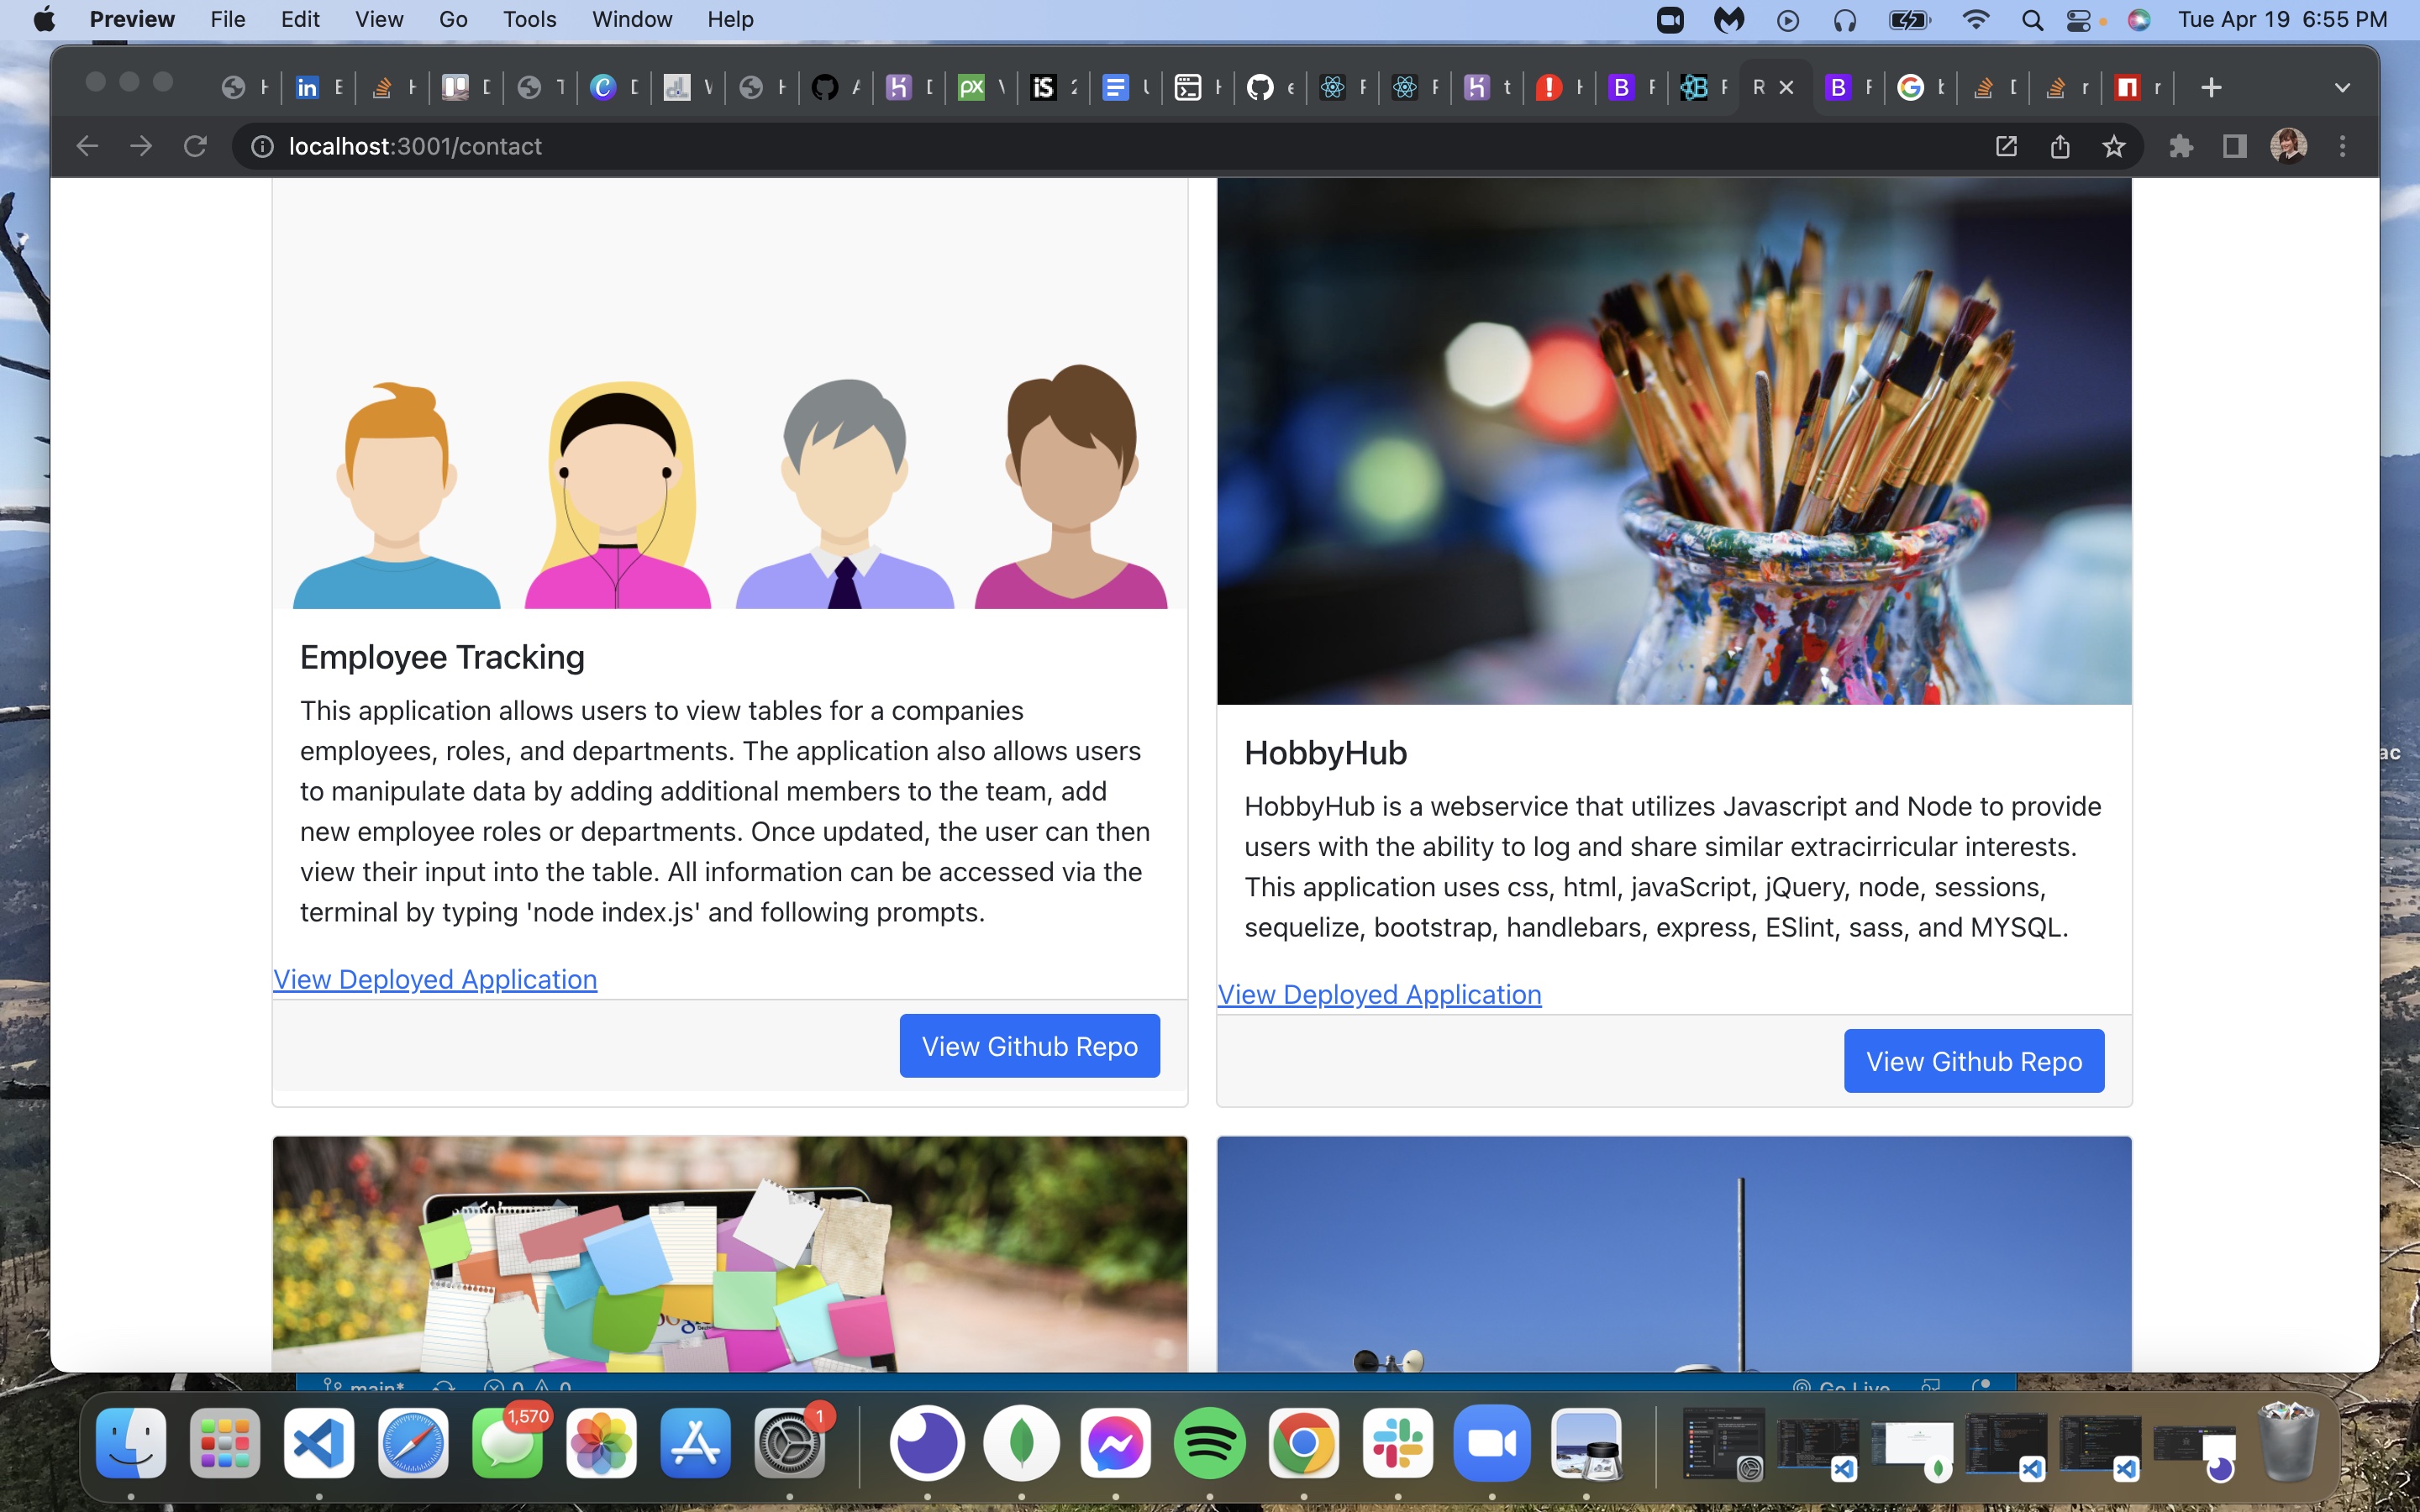 Preview File Edit View Go Tools Window Help
Tue Apr 19 6:55 PM
localhost:3001/contact
Employee Tracking
This application allows users to view tables for a companies
employees, roles, and departments. The application also allows users
to manipulate data by adding additional members to the team, add
new employee roles or departments. Once updated, the user can then
view their input into the table. All information can be accessed via the
terminal by typing 'node index.js' and following prompts.
View Deployed Application
View Github Repo
HobbyHub
HobbyHub is a webservice that utilizes Javascript and Node to provide
users with the ability to log and share similar extracirricular interests.
This application uses css, html, javaScript, jQuery, node, sessions,
sequelize, bootstrap, handlebars, express, ESlint, sass, and MYSQL.
View Deployed Application
View Github Repo
ac
main* 0 0
Go Live
1,570
1